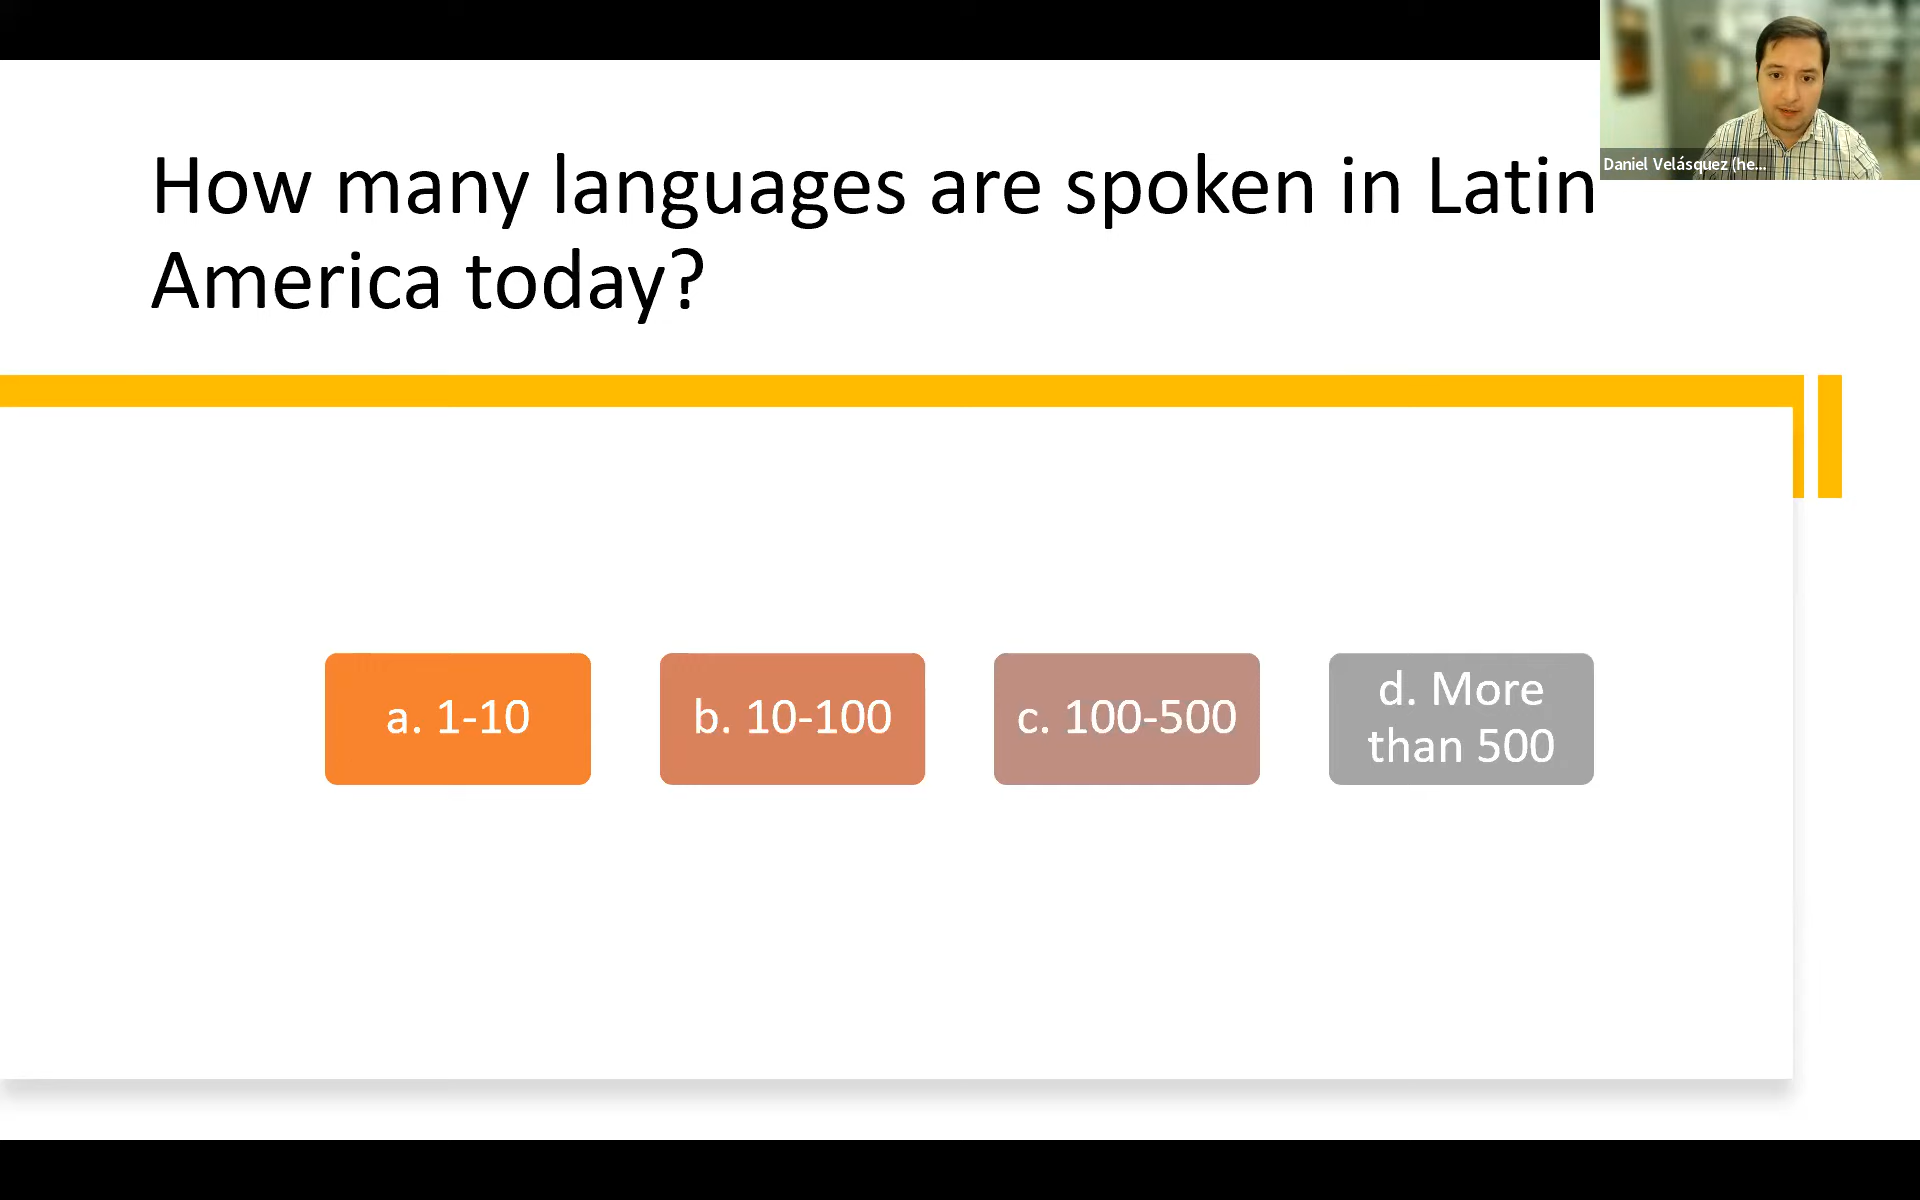 How many languages are spoken in Latin
America today?
Daniel Velásquez (he...
a. 1-10
b. 10-100
c. 100-500
d. More
than 500